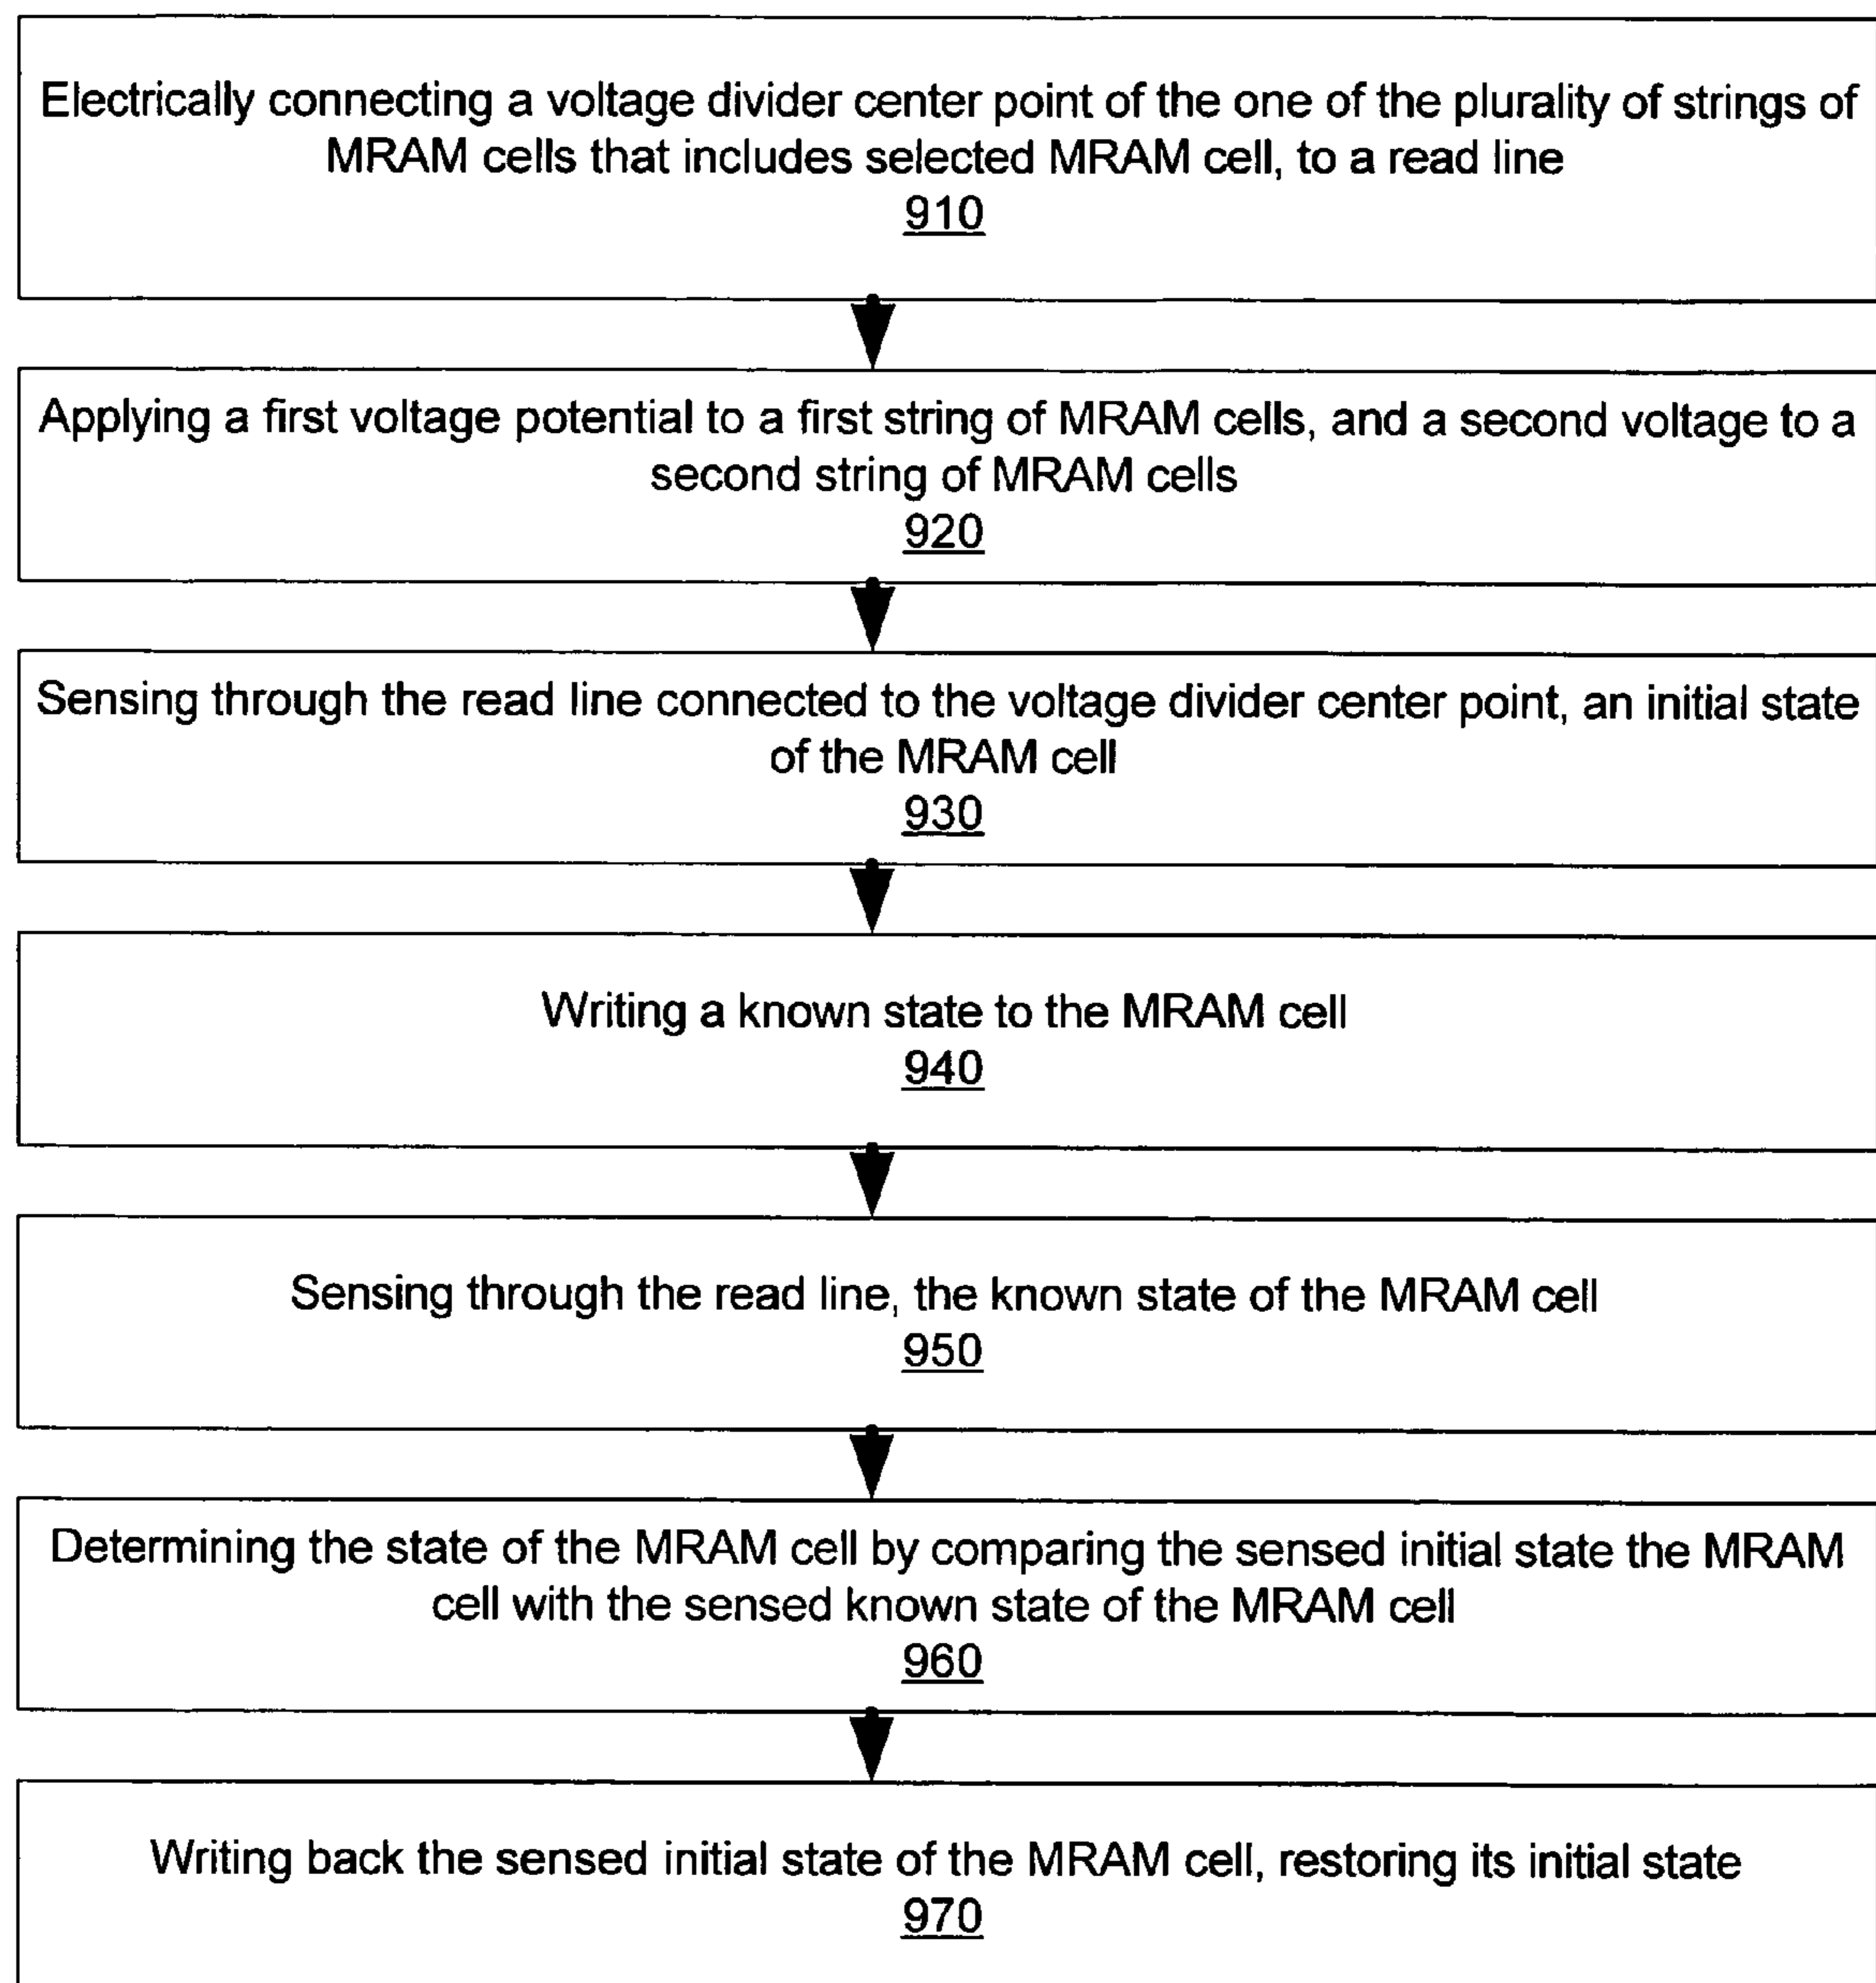 Electrically connecting a voltage divider center point of the one of the plurality of strings of
MRAM cells that includes selected MRAM cell, to a read line
910
Applying a first voltage potential to a first string of MRAM cells, and a second voltage to a
second string of MRAM cells
920
Sensing through the read line connected to the voltage divider center point, an initial state
of the MRAM cell
930
Writing a known state to the MRAM cell
940
Sensing through the read line, the known state of the MRAM cell
950
Determining the state of the MRAM cell by comparing the sensed initial state the MRAM
cell with the sensed known state of the MRAM cell
960
Writing back the sensed initial state of the MRAM cell, restoring its initial state
970